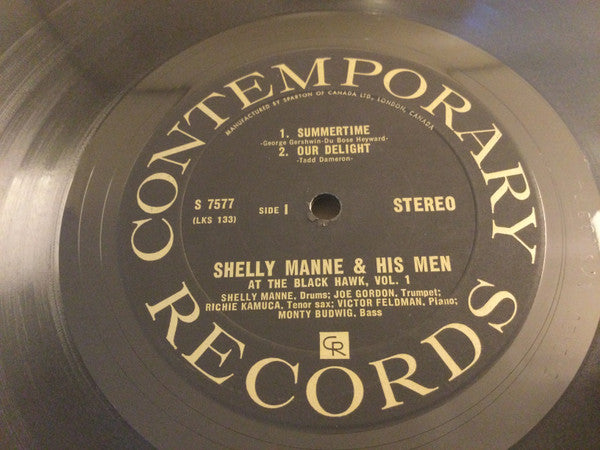 CONTEMPORARY
MANUFACTURED BY SPARTON OF CANADA LTD., LONDON, CANADA
1. SUMMERTIME
-George Gershwin-Du Bose Heyward-
2. OUR DELIGHT
-Tadd Dameron-
S 7577
(LKS 133)
SIDE I
STEREO
SHELLY MANNE & HIS MEN
AT THE BLACK HAWK, VOL. 1
SHELLY MANNE, Drums; JOE GORDON, Trumpet;
RICHIE KAMUCA, Tenor sax; VICTOR FELDMAN, Piano;
MONTY BUDWIG, Bass
CR
RECORDS